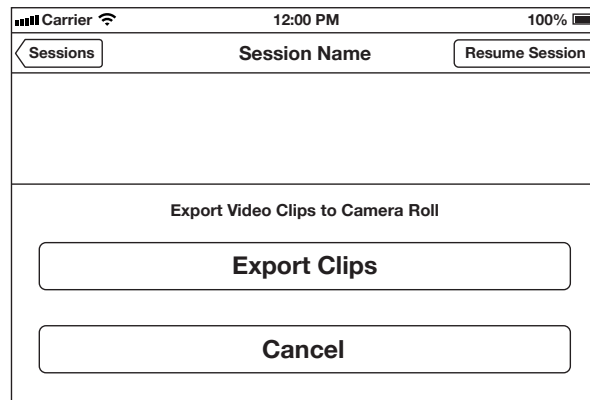 Carrier 12:00 PM 100%
Sessions Session Name Resume Session
Export Video Clips to Camera Roll
Export Clips
Cancel